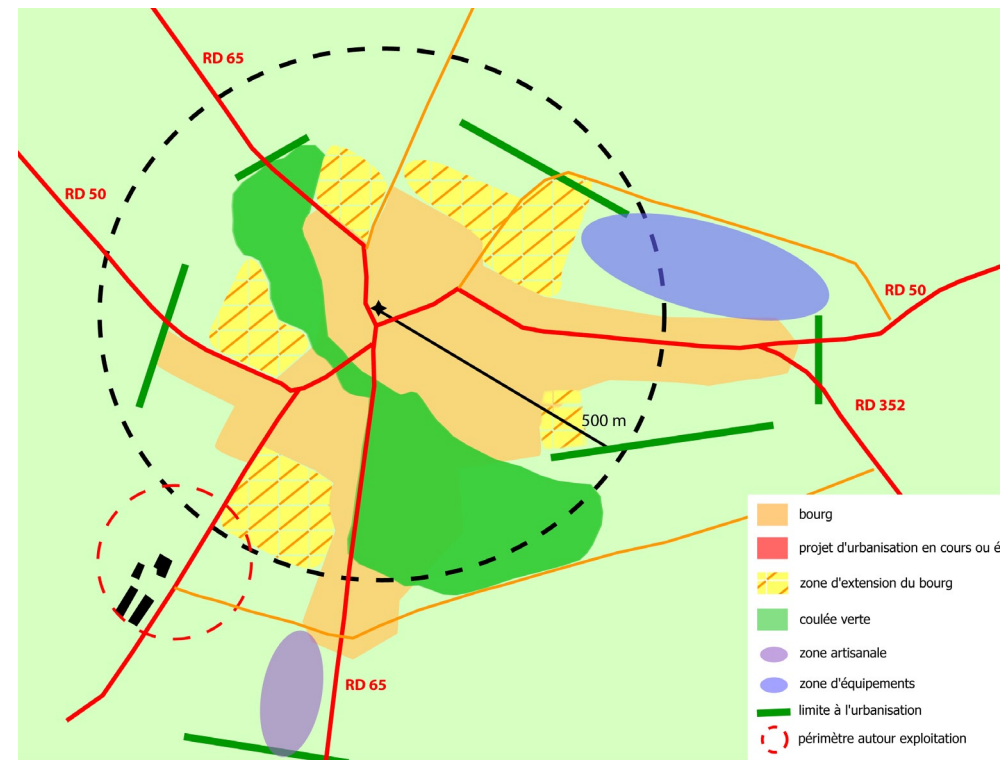 RD 65
RD 50
RD 50
RD 352
500 m
RD 65
bourg
projet d'urbanisation en cours ou é
zone d'extension du bourg
coulée verte
zone artisanale
zone d'équipements
limite à l'urbanisation
périmètre autour exploitation